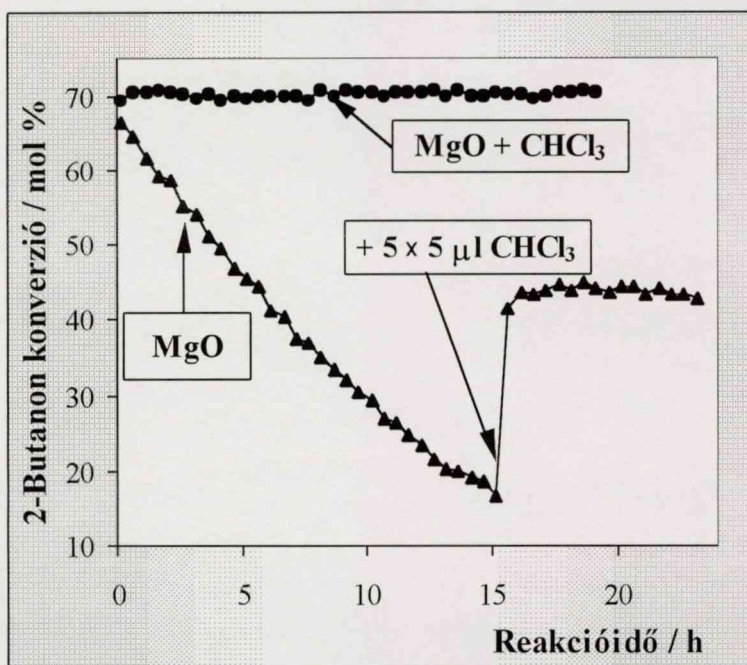 2-Butanon konverzió / mol %
70
60
50
40
30
20
10
MgO + CHCl₃
+ 5 × 5 µl CHCl₃
MgO
0
5
10
15
20
Reakcióidő / h